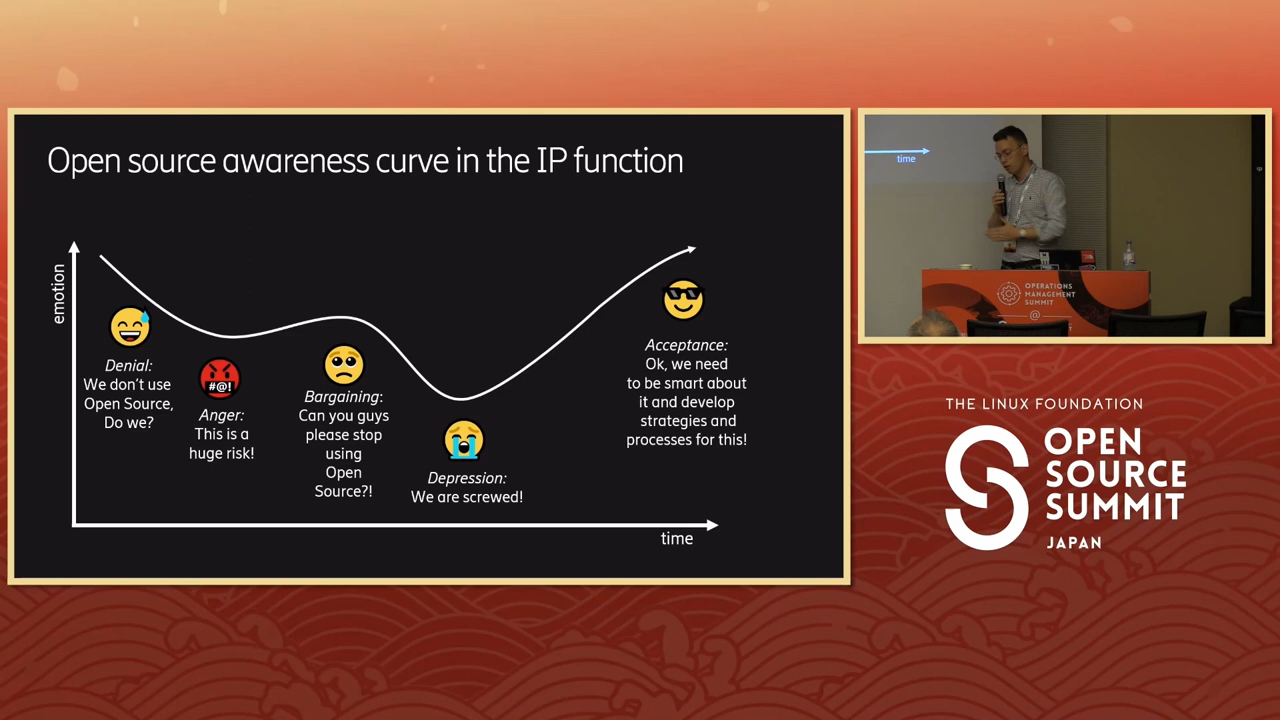 Open source awareness curve in the IP function
emotion
Denial:
We don't use
Open Source,
Do we?
#@!
Anger:
This is a
huge risk!
Bargaining:
Can you guys
please stop
using
Open
Source?!
Depression:
We are screwed!
Acceptance:
Ok, we need
to be smart about
it and develop
strategies and
processes for this!
time
time
OPERATIONS
MANAGEMENT
SUMMIT
@
THE LINUX FOUNDATION
OPEN
SOURCE
SUMMIT
JAPAN